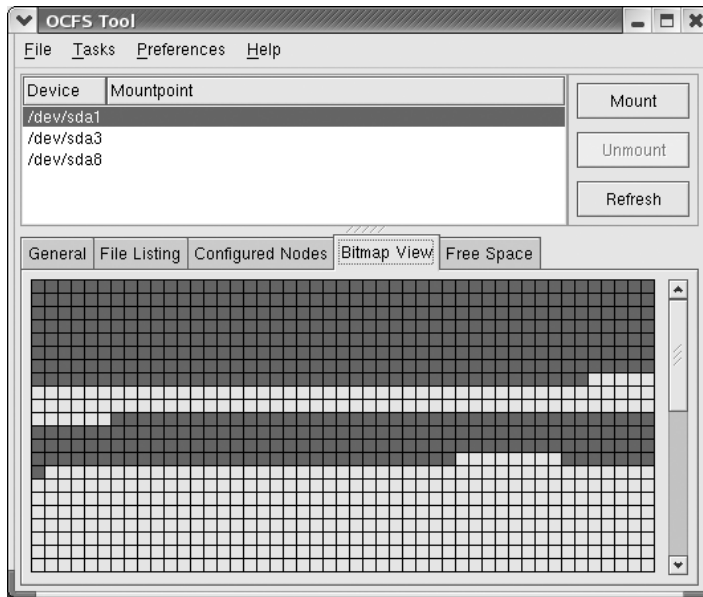 OCFS Tool
File Tasks Preferences Help
Device Mountpoint
/dev/sda1
/dev/sda3
/dev/sda8
Mount
Unmount
Refresh
General File Listing Configured Nodes Bitmap View Free Space